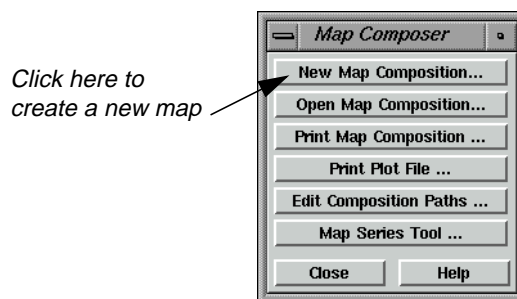 Map Composer
Click here to
create a new map
New Map Composition...
Open Map Composition...
Print Map Composition ...
Print Plot File ...
Edit Composition Paths ...
Map Series Tool ...
Close Help